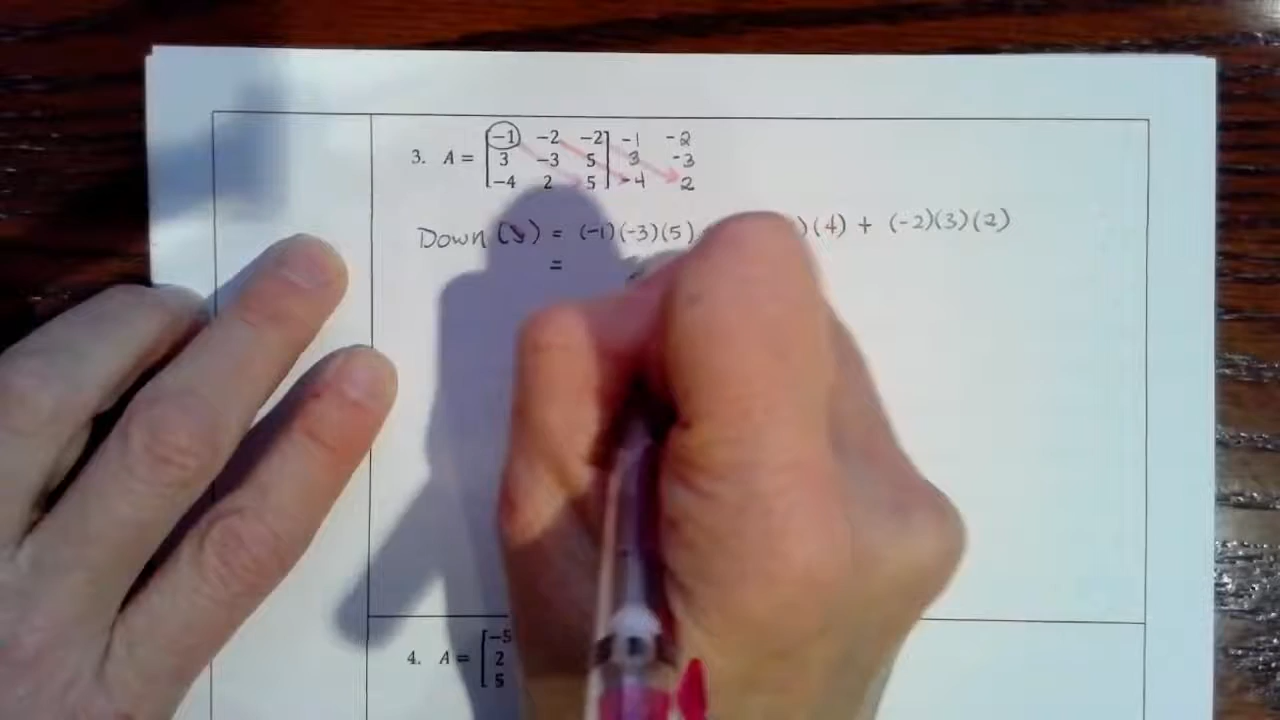 3. A = [-1 -2 -2] -1 -2
3 -3 5 3 -3
-4 2 5 -4 2
Down (↘) = (-1)(-3)(5) )(4) + (-2)(3)(2)
=
4. A = [-5
2
5